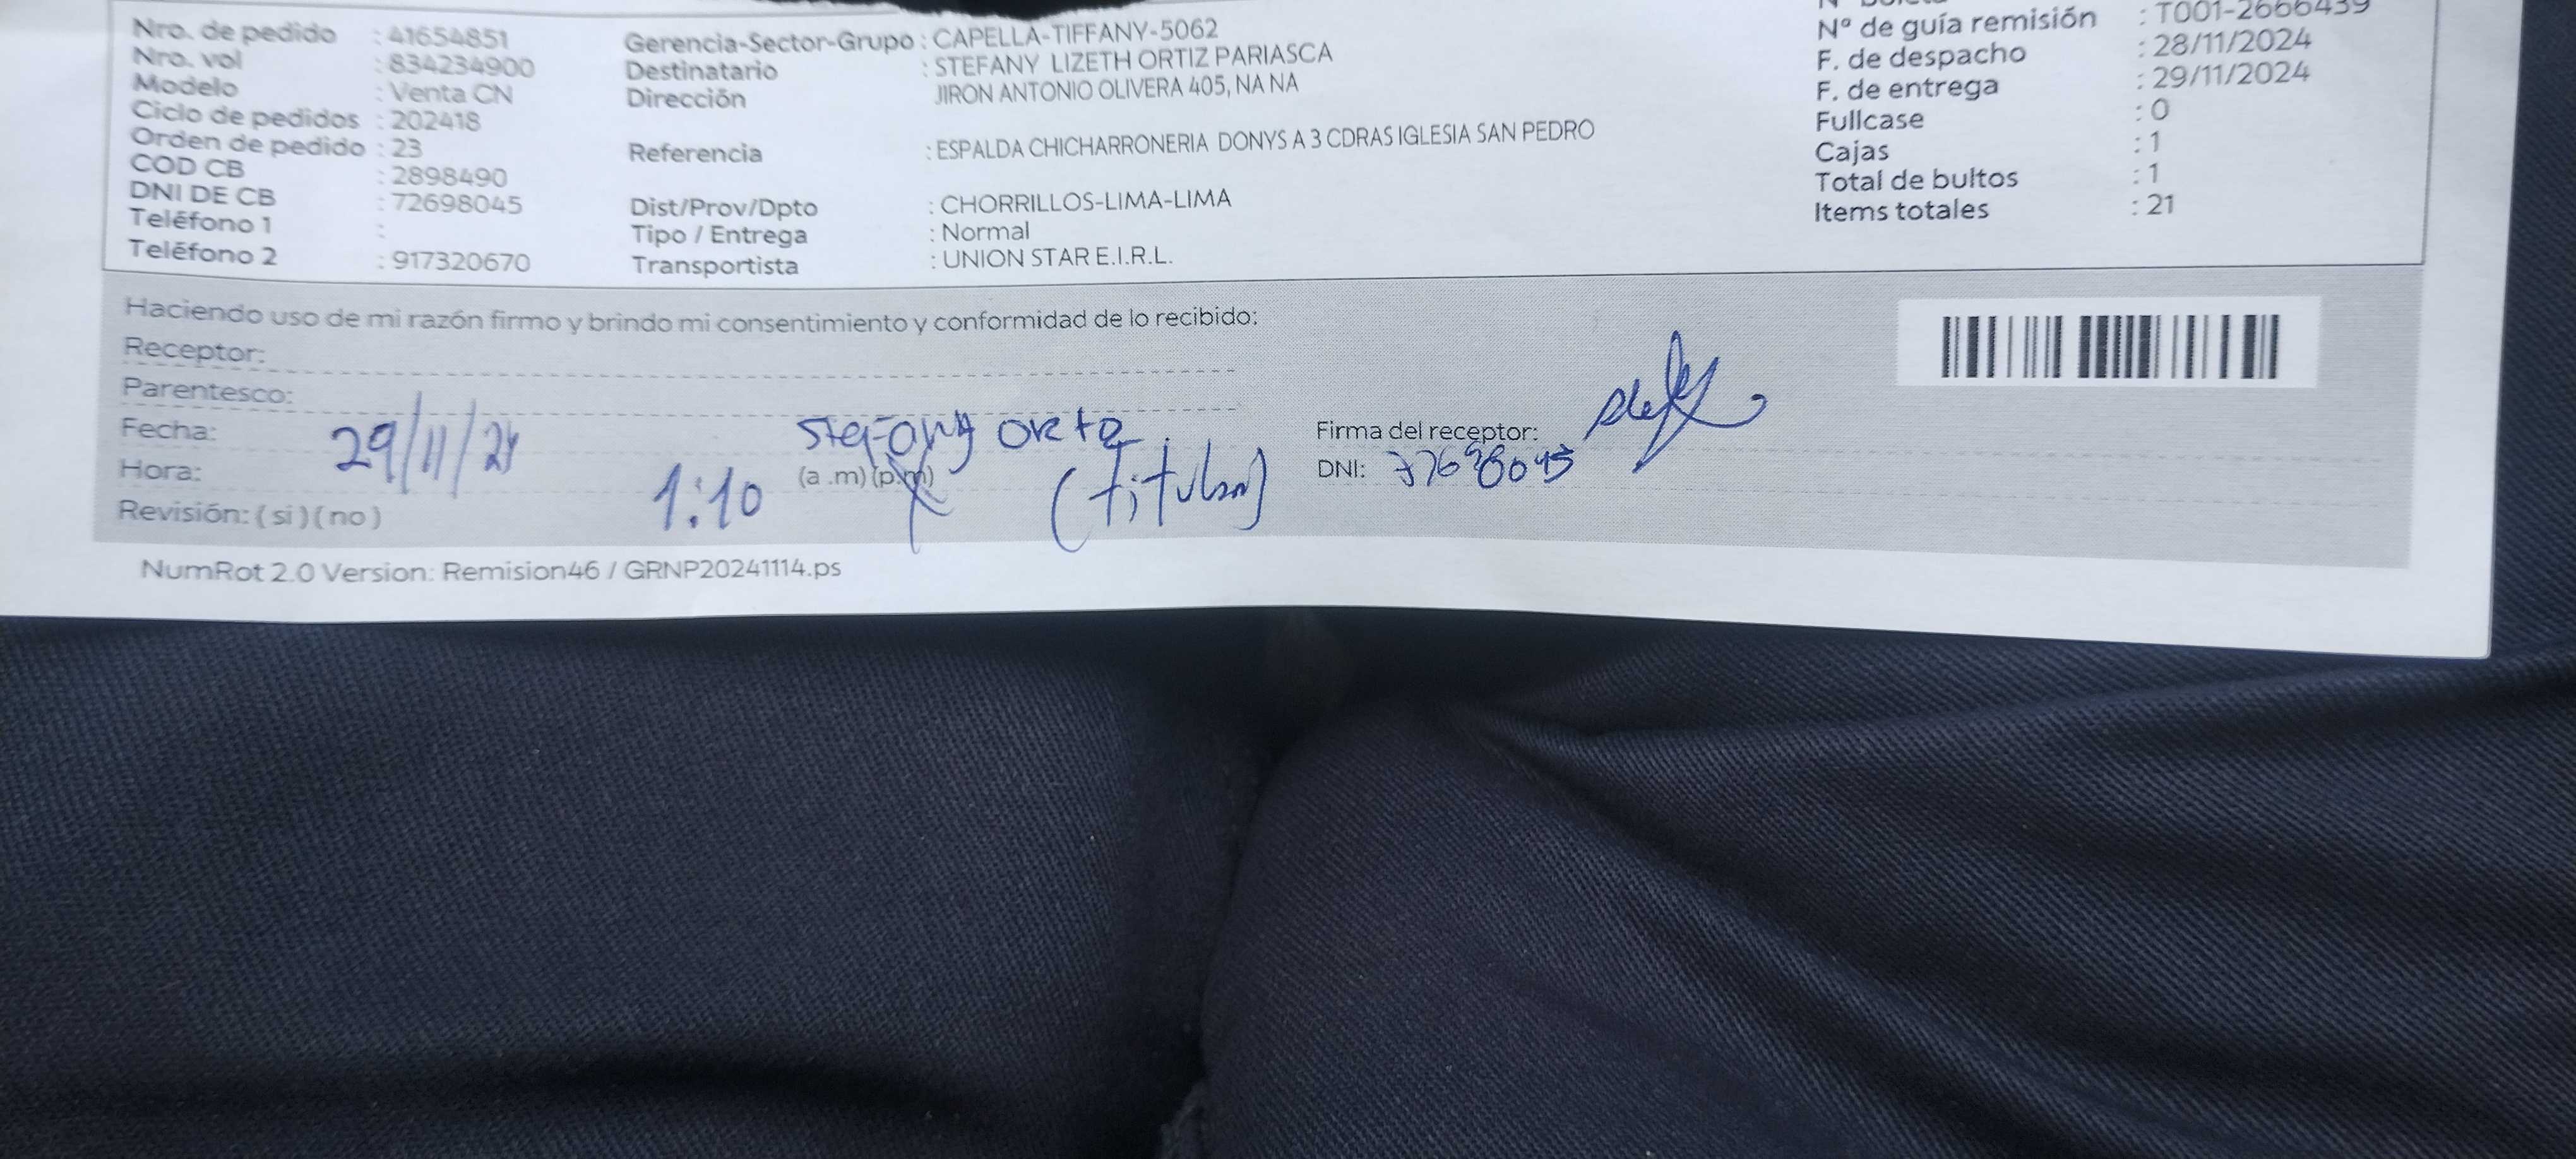 Nro. de pedido : 41654851
Nro. vol : 834234900
Modelo : Venta CN
Ciclo de pedidos : 202418
Orden de pedido : 23
COD CB : 2898490
DNI DE CB : 72698045
Teléfono 1 :
Teléfono 2 : 917320670
Gerencia-Sector-Grupo : CAPELLA-TIFFANY-5062
Destinatario : STEFANY LIZETH ORTIZ PARIASCA
Dirección JIRON ANTONIO OLIVERA 405, NA NA
Referencia : ESPALDA CHICHARRONERIA DONYS A 3 CDRAS IGLESIA SAN PEDRO
Dist/Prov/Dpto : CHORRILLOS-LIMA-LIMA
Tipo / Entrega : Normal
Transportista : UNION STAR E.I.R.L.
Nº de guía remisión : T001-2666439
F. de despacho : 28/11/2024
F. de entrega : 29/11/2024
Fullcase : 0
Cajas : 1
Total de bultos : 1
Items totales : 21
Haciendo uso de mi razón firmo y brindo mi consentimiento y conformidad de lo recibido:
Receptor:
Parentesco:
Fecha: 29/11/24
Stefany
Hora: 1:10 (a .m) (p.m)
(titular)
Revisión: ( si ) ( no )
Firma del receptor:
DNI:
NumRot 2.0 Version: Remision46 / GRNP20241114.ps